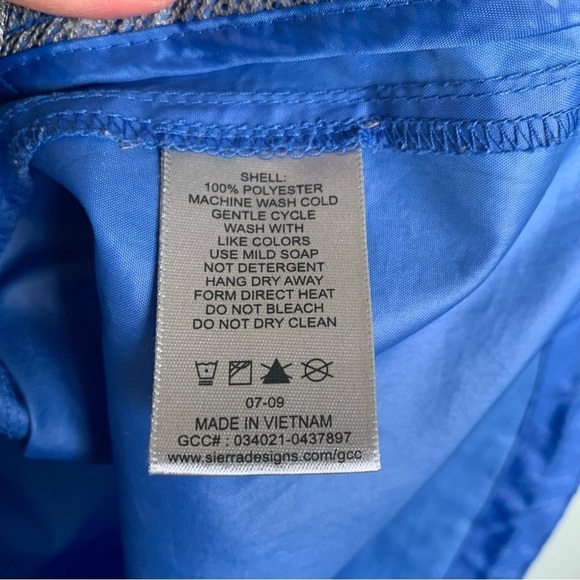 SHELL:
100% POLYESTER
MACHINE WASH COLD
GENTLE CYCLE
WASH WITH
LIKE COLORS
USE MILD SOAP
NOT DETERGENT
HANG DRY AWAY
FORM DIRECT HEAT
DO NOT BLEACH
DO NOT DRY CLEAN
07-09
MADE IN VIETNAM
GCC# : 034021-0437897
www.sierradesigns.com/gcc